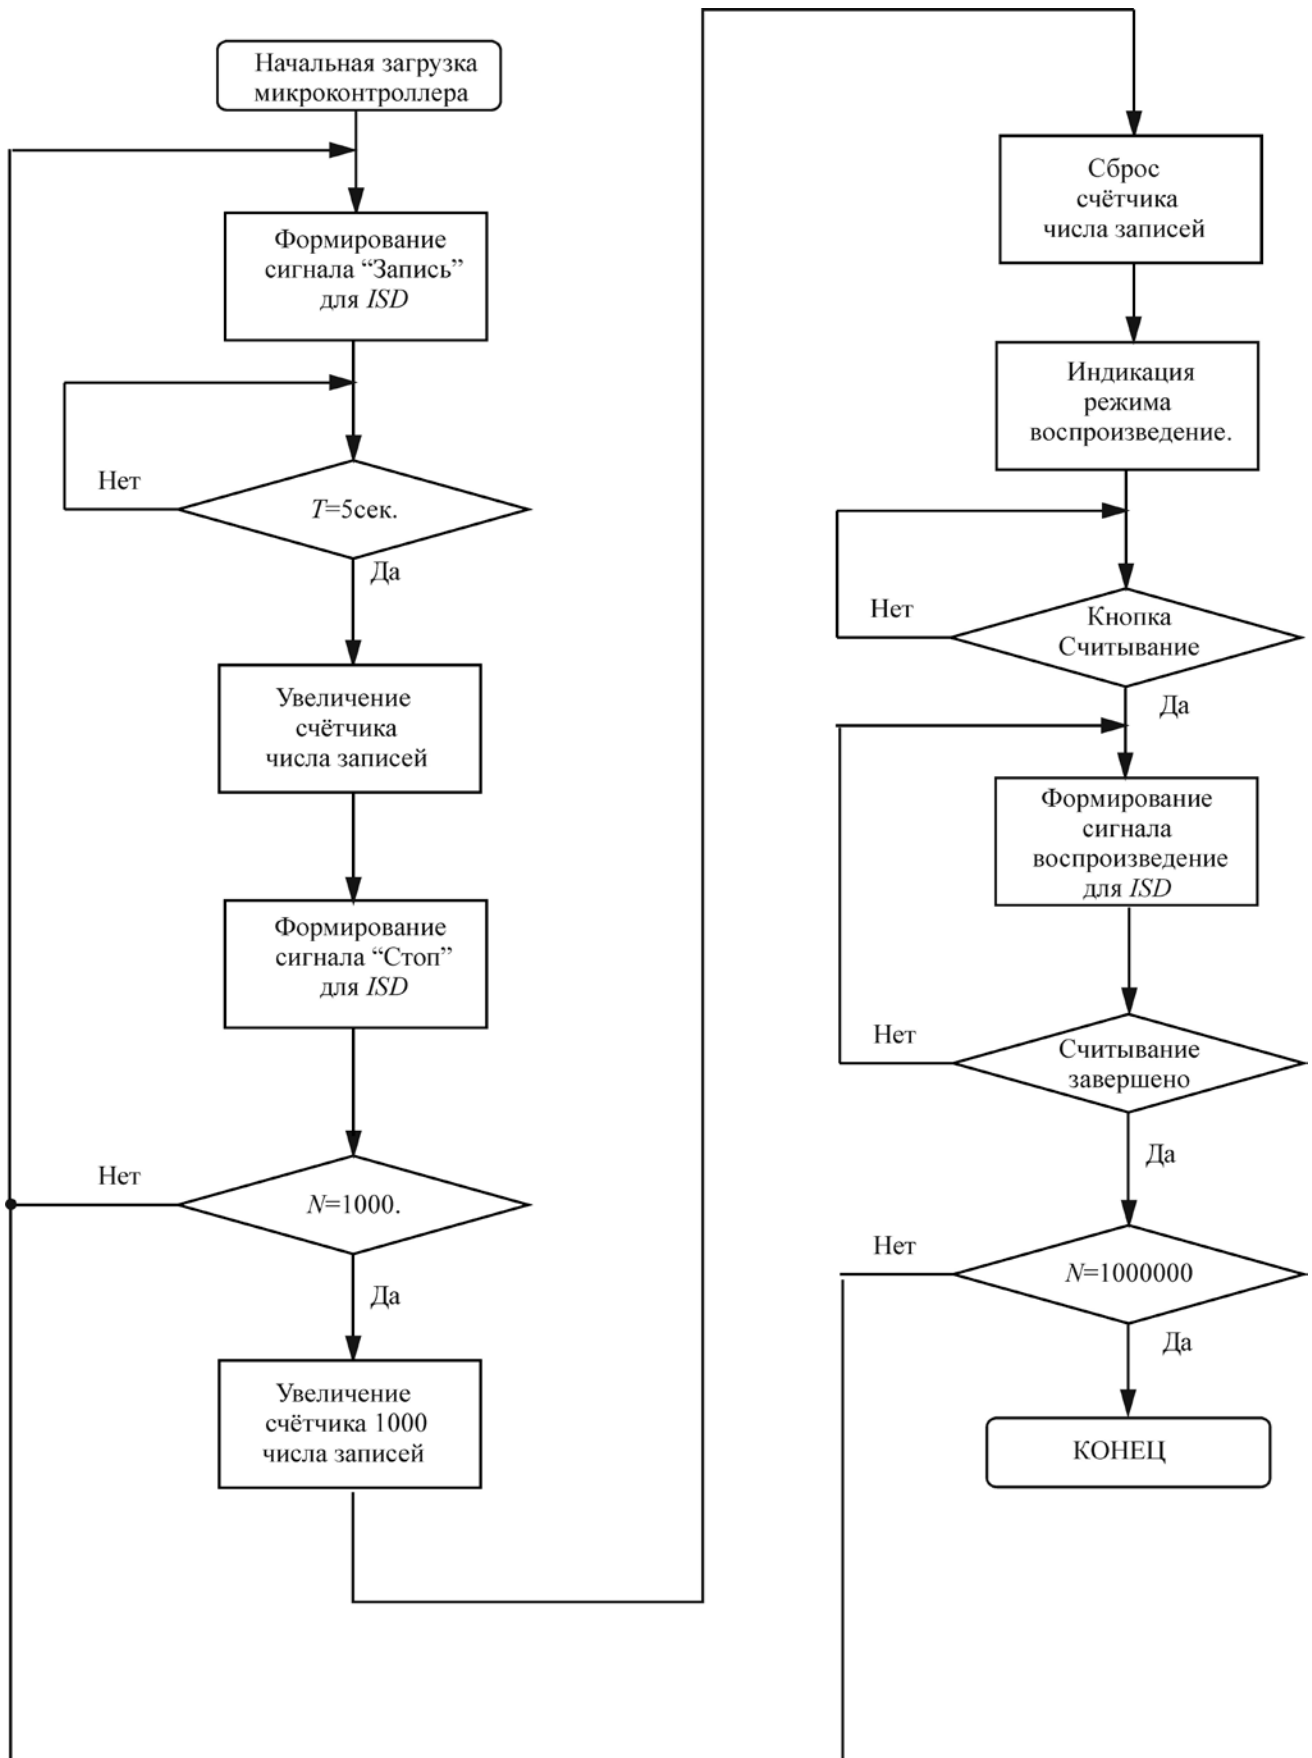 Начальная загрузка
микроконтроллера
Формирование
сигнала “Запись”
для ISD
Нет
T=5сек.
Да
Увеличение
счётчика
числа записей
Формирование
сигнала “Стоп”
для ISD
Нет
N=1000.
Да
Увеличение
счётчика 1000
числа записей
Сброс
счётчика
числа записей
Индикация
режима
воспроизведение.
Нет
Кнопка
Считывание
Да
Формирование
сигнала
воспроизведение
для ISD
Нет
Считывание
завершено
Да
Нет
N=1000000
Да
КОНЕЦ